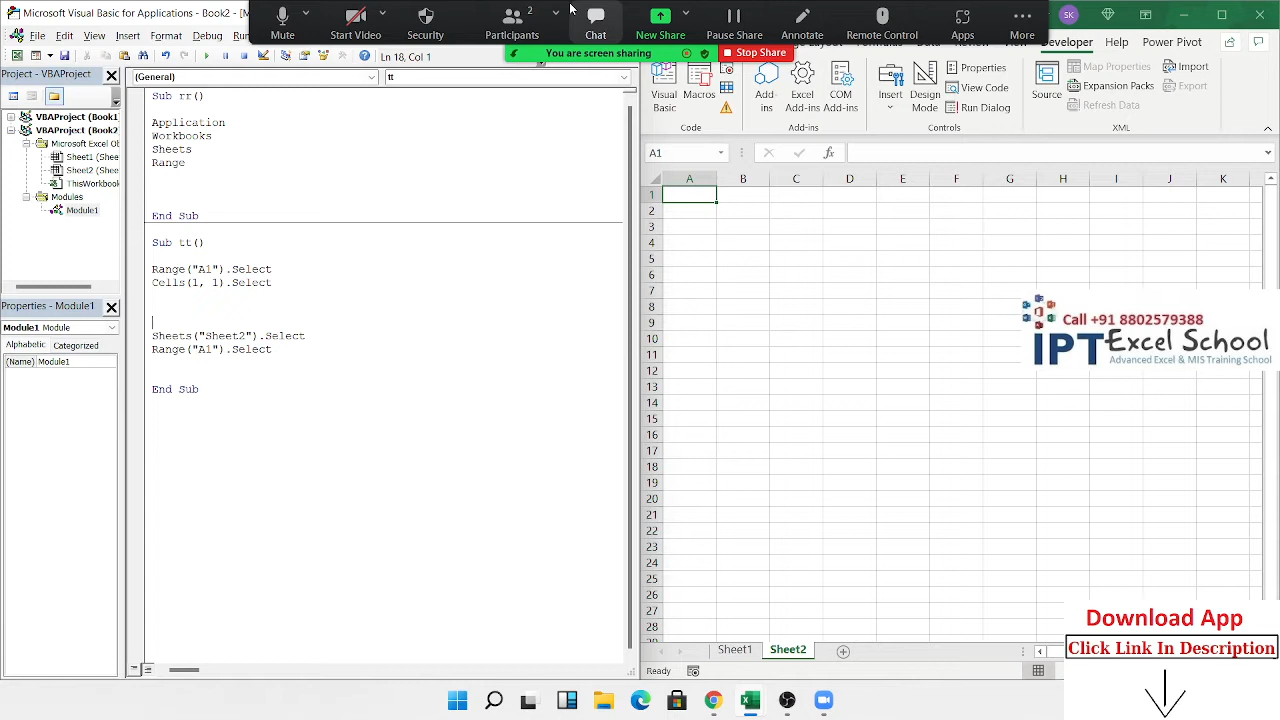 Microsoft Visual Basic for Applications - Book2
Mute
Start Video
Security
Participants
2
Chat
New Share
Pause Share
Annotate
Remote Control
Apps
More
SK
You are screen sharing
Stop Share
File
Edit
View
Insert
Format
Debug
Ru
Developer
Help
Power Pivot
Ln 18, Col 1
Project - VBAProject
VBAProject (Book1
VBAProject (Book2
Microsoft Excel Ob
Sheet1 (Shee
Sheet2 (Shee
ThisWorkbook
Modules
Module1
Properties - Module1
Module1 Module
Alphabetic
Categorized
(Name) Module1
(General)
tt
Sub rr()
Application
Workbooks
Sheets
Range
End Sub
Sub tt()
Range("A1").Select
Cells(1, 1).Select
Sheets("Sheet2").Select
Range("A1").Select
End Sub
Visual Basic
Macros
Code
Add-ins
Excel Add-ins
COM Add-ins
Add-ins
Insert
Design Mode
Properties
View Code
Run Dialog
Controls
Source
Map Properties
Expansion Packs
Refresh Data
Import
Export
XML
A1
fx
A B C D E F G H I J K
1
2
3
4
5
6
7
8
9
10
11
12
13
14
15
16
17
18
19
20
21
22
23
24
25
26
27
28
Call +91 8802579388
IPT Excel School
Advanced Excel & MIS Training School
Download App
Click Link In Description
Sheet1
Sheet2
Ready